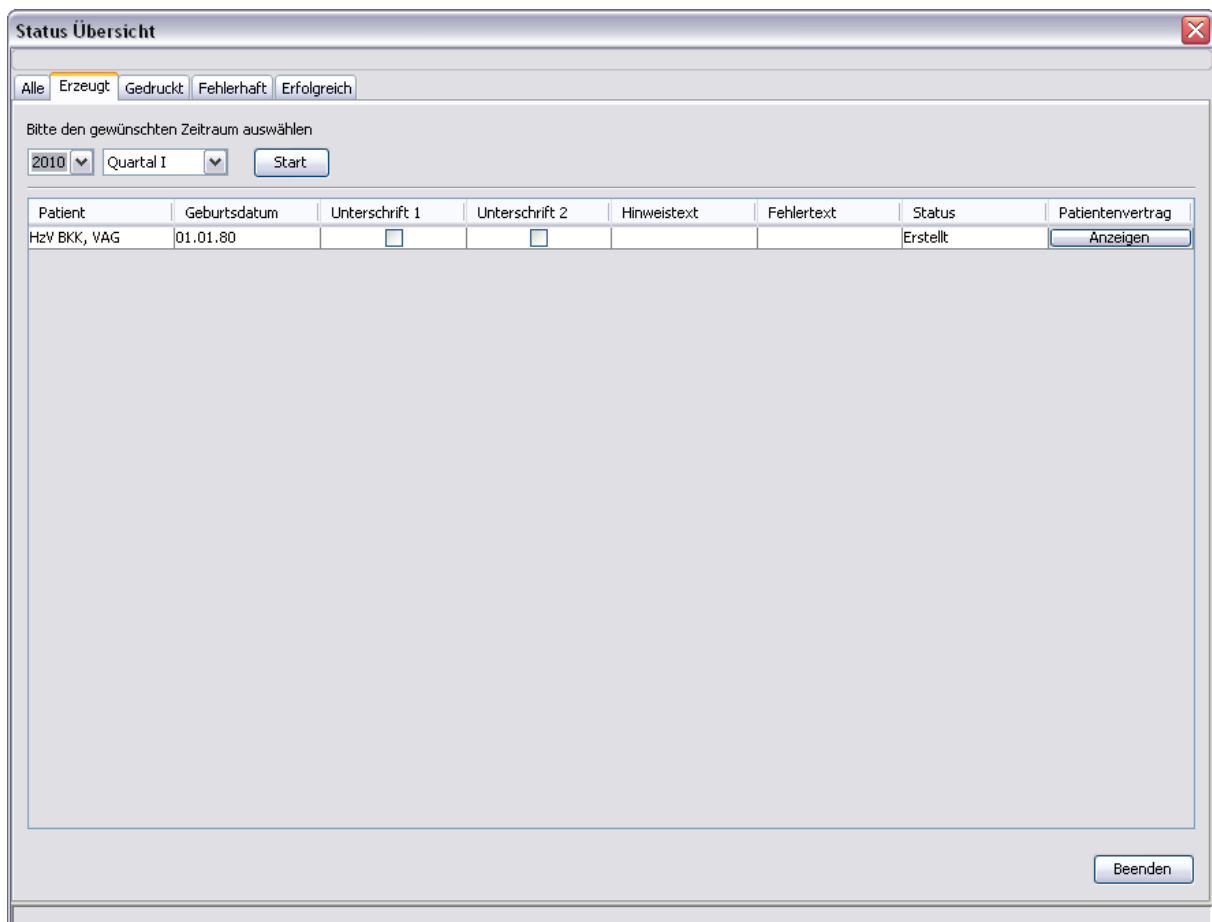 Status Übersicht
Alle Erzeugt Gedruckt Fehlerhaft Erfolgreich
Bitte den gewünschten Zeitraum auswählen
2010 Quartal I Start
Patient Geburtsdatum Unterschrift 1 Unterschrift 2 Hinweistext Fehlertext Status Patientenvertrag
HzV BKK, VAG 01.01.80 Erstellt Anzeigen
Beenden